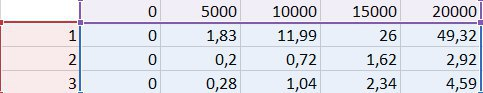 0 5000 10000 15000 20000
1 0 1,83 11,99 26 49,32
2 0 0,2 0,72 1,62 2,92
3 0 0,28 1,04 2,34 4,59